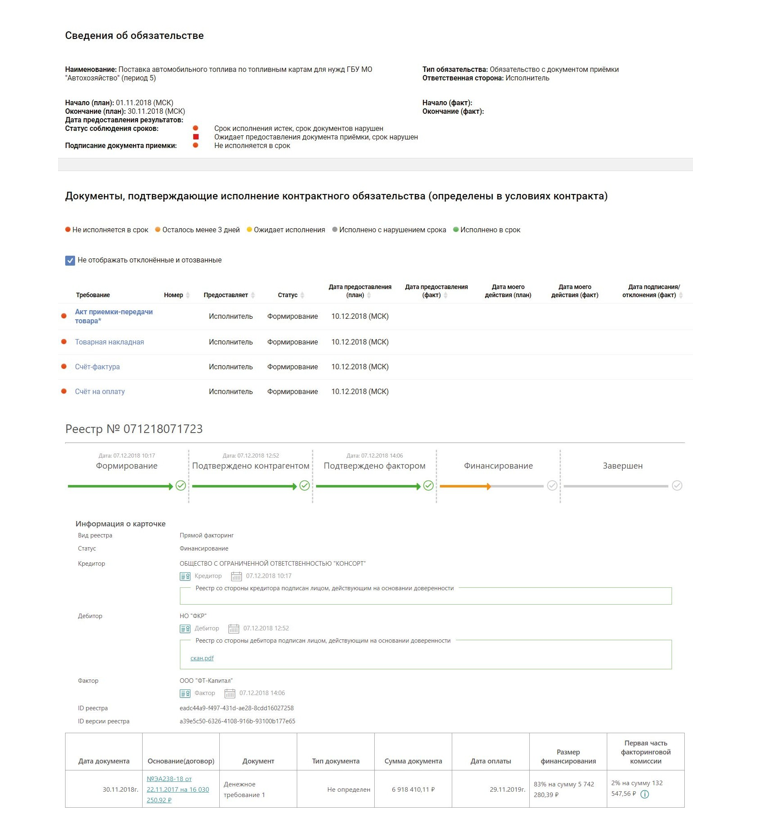 Сведения об обязательстве
Наименование: Поставка автомобильного топлива по топливным картам для нужд ГБУ МО
"Автохозяйство" (период 5)
Тип обязательства: Обязательство с документом приёмки
Ответственная сторона: Исполнитель
Начало (план): 01.11.2018 (МСК)
Окончание (план): 30.11.2018 (МСК)
Дата предоставления результатов:
Начало (факт):
Окончание (факт):
Статус соблюдения сроков:
Срок исполнения истек, срок документов нарушен
Ожидает предоставления документа приёмки, срок нарушен
Подписание документа приемки:
Не исполняется в срок
Документы, подтверждающие исполнение контрактного обязательства (определены в условиях контракта)
Не исполняется в срок Осталось менее 3 дней Ожидает исполнения Исполнено с нарушением срока Исполнено в срок
Не отображать отклонённые и отозванные
Требование Номер Предоставляет Статус Дата предоставления (план) Дата предоставления (факт) Дата моего действия (план) Дата моего действия (факт) Дата подписания/отклонения (факт)
Акт приемки-передачи
товара*
Исполнитель Формирование 10.12.2018 (МСК)
Товарная накладная Исполнитель Формирование 10.12.2018 (МСК)
Счёт-фактура Исполнитель Формирование 10.12.2018 (МСК)
Счёт на оплату Исполнитель Формирование 10.12.2018 (МСК)
Реестр № 071218071723
Дата: 07.12.2018 10:17 Дата: 07.12.2018 12:52 Дата: 07.12.2018 14:06
Формирование Подтверждено контрагентом Подтверждено фактором Финансирование Завершен
Информация о карточке
Вид реестра Прямой факторинг
Статус Финансирование
Кредитор ОБЩЕСТВО С ОГРАНИЧЕННОЙ ОТВЕТСТВЕННОСТЬЮ "КОНСОРТ"
Кредитор 07.12.2018 10:17
Реестр со стороны кредитора подписан лицом, действующим на основании доверенности
Дебитор НО "ФКР"
Дебитор 07.12.2018 12:52
Реестр со стороны дебитора подписан лицом, действующим на основании доверенности
скан.pdf
Фактор ООО "ФТ-Капитал"
Фактор 07.12.2018 14:06
ID реестра eadc44a9-f497-431d-ae28-8cdd16027258
ID версии реестра a39e5c50-6326-4108-916b-93100b177e65
Дата документа Основание(договор) Документ Тип документа Сумма документа Дата оплаты Размер финансирования Первая часть факторинговой комиссии
30.11.2018г.
№ЭА238-18 от
22.11.2017 на 16 030
250,92 ₽
Денежное
требование 1
Не определен
6 918 410,11 ₽
29.11.2019г.
83% на сумму 5 742
280,39 ₽
2% на сумму 132
547,56 ₽